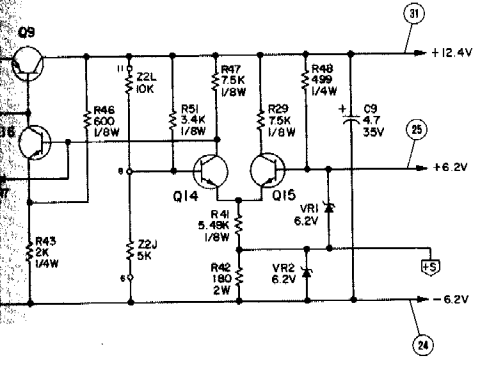 31
Q9
+12.4V
11
Z2L
10K
R47
7.5K
1/8W
R48
499
1/4W
R46
600
1/8W
R51
3.4K
1/8W
R29
7.5K
1/8W
+
C9
4.7
35V
25
+6.2V
8
Q14
Q15
R41
5.49K
1/8W
VR1
6.2V
R43
2K
1/4W
Z2J
5K
6
R42
180
2W
VR2
6.2V
+S
-6.2V
24